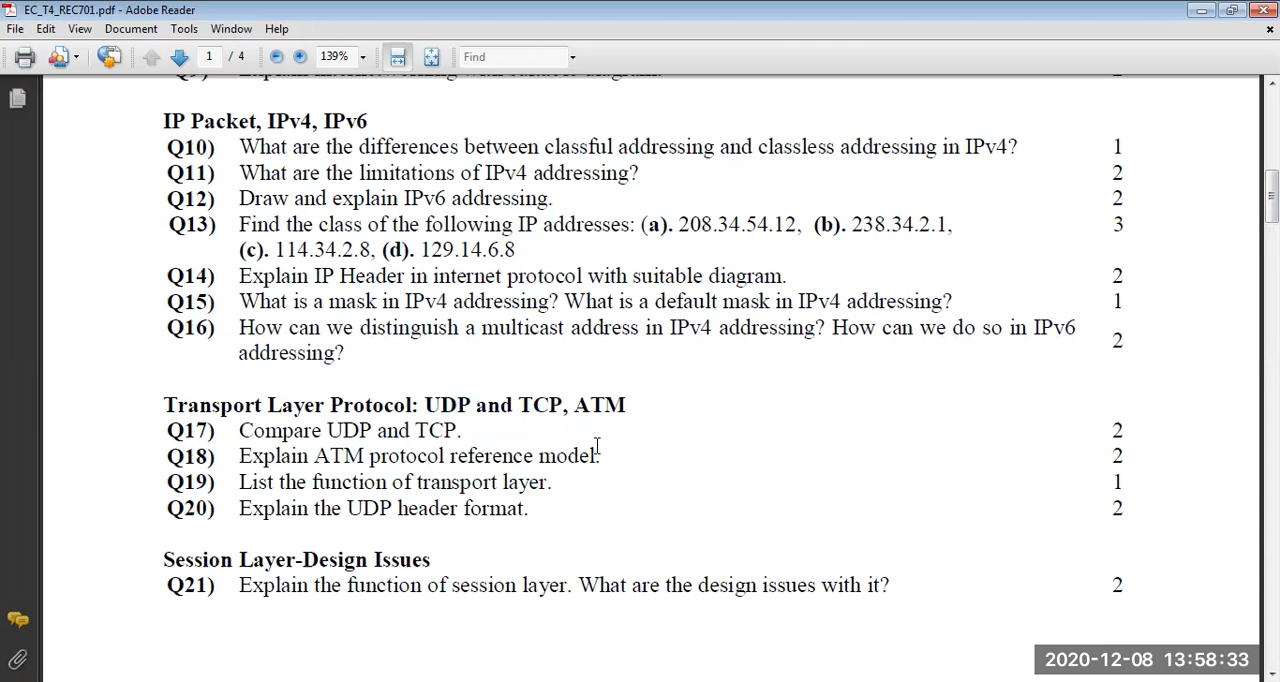 EC_T4_REC701.pdf - Adobe Reader
File Edit View Document Tools Window Help
1 / 4 139% Find
IP Packet, IPv4, IPv6
Q10) What are the differences between classful addressing and classless addressing in IPv4? 1
Q11) What are the limitations of IPv4 addressing? 2
Q12) Draw and explain IPv6 addressing. 2
Q13) Find the class of the following IP addresses: (a). 208.34.54.12, (b). 238.34.2.1, 3
(c). 114.34.2.8, (d). 129.14.6.8
Q14) Explain IP Header in internet protocol with suitable diagram. 2
Q15) What is a mask in IPv4 addressing? What is a default mask in IPv4 addressing? 1
Q16) How can we distinguish a multicast address in IPv4 addressing? How can we do so in IPv6 2
addressing?
Transport Layer Protocol: UDP and TCP, ATM
Q17) Compare UDP and TCP. 2
Q18) Explain ATM protocol reference model. 2
Q19) List the function of transport layer. 1
Q20) Explain the UDP header format. 2
Session Layer-Design Issues
Q21) Explain the function of session layer. What are the design issues with it? 2
2020-12-08 13:58:33